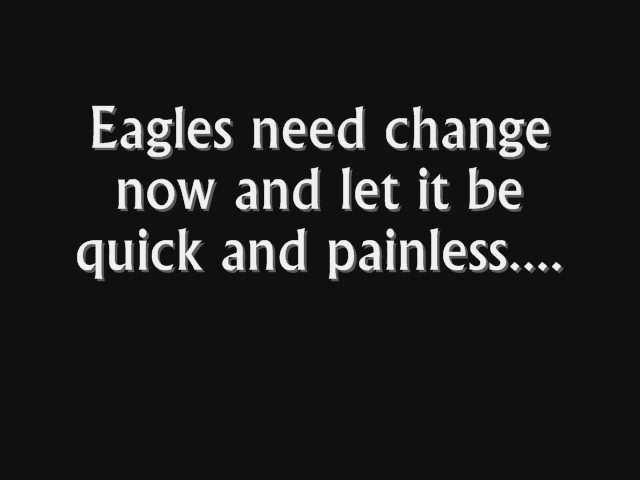 Eagles need change
now and let it be
quick and painless....